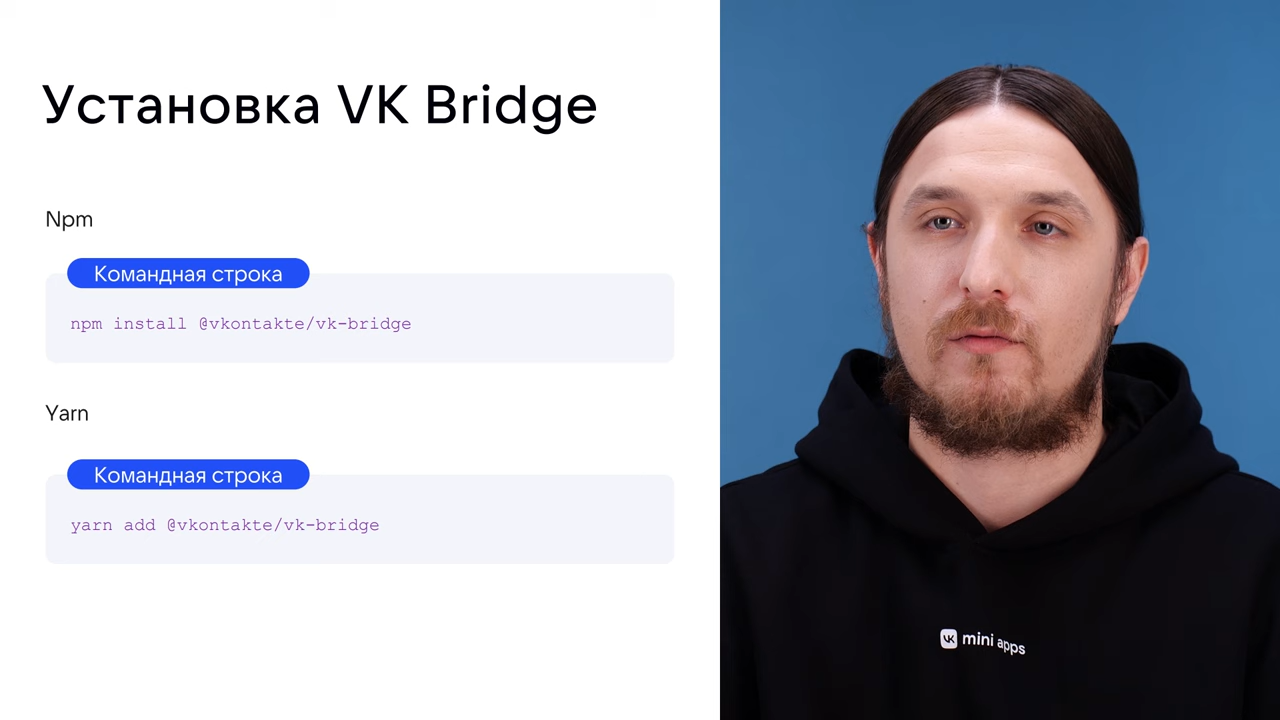 Установка VK Bridge
Npm
Командная строка
npm install @vkontakte/vk-bridge
Yarn
Командная строка
yarn add @vkontakte/vk-bridge
VK mini apps